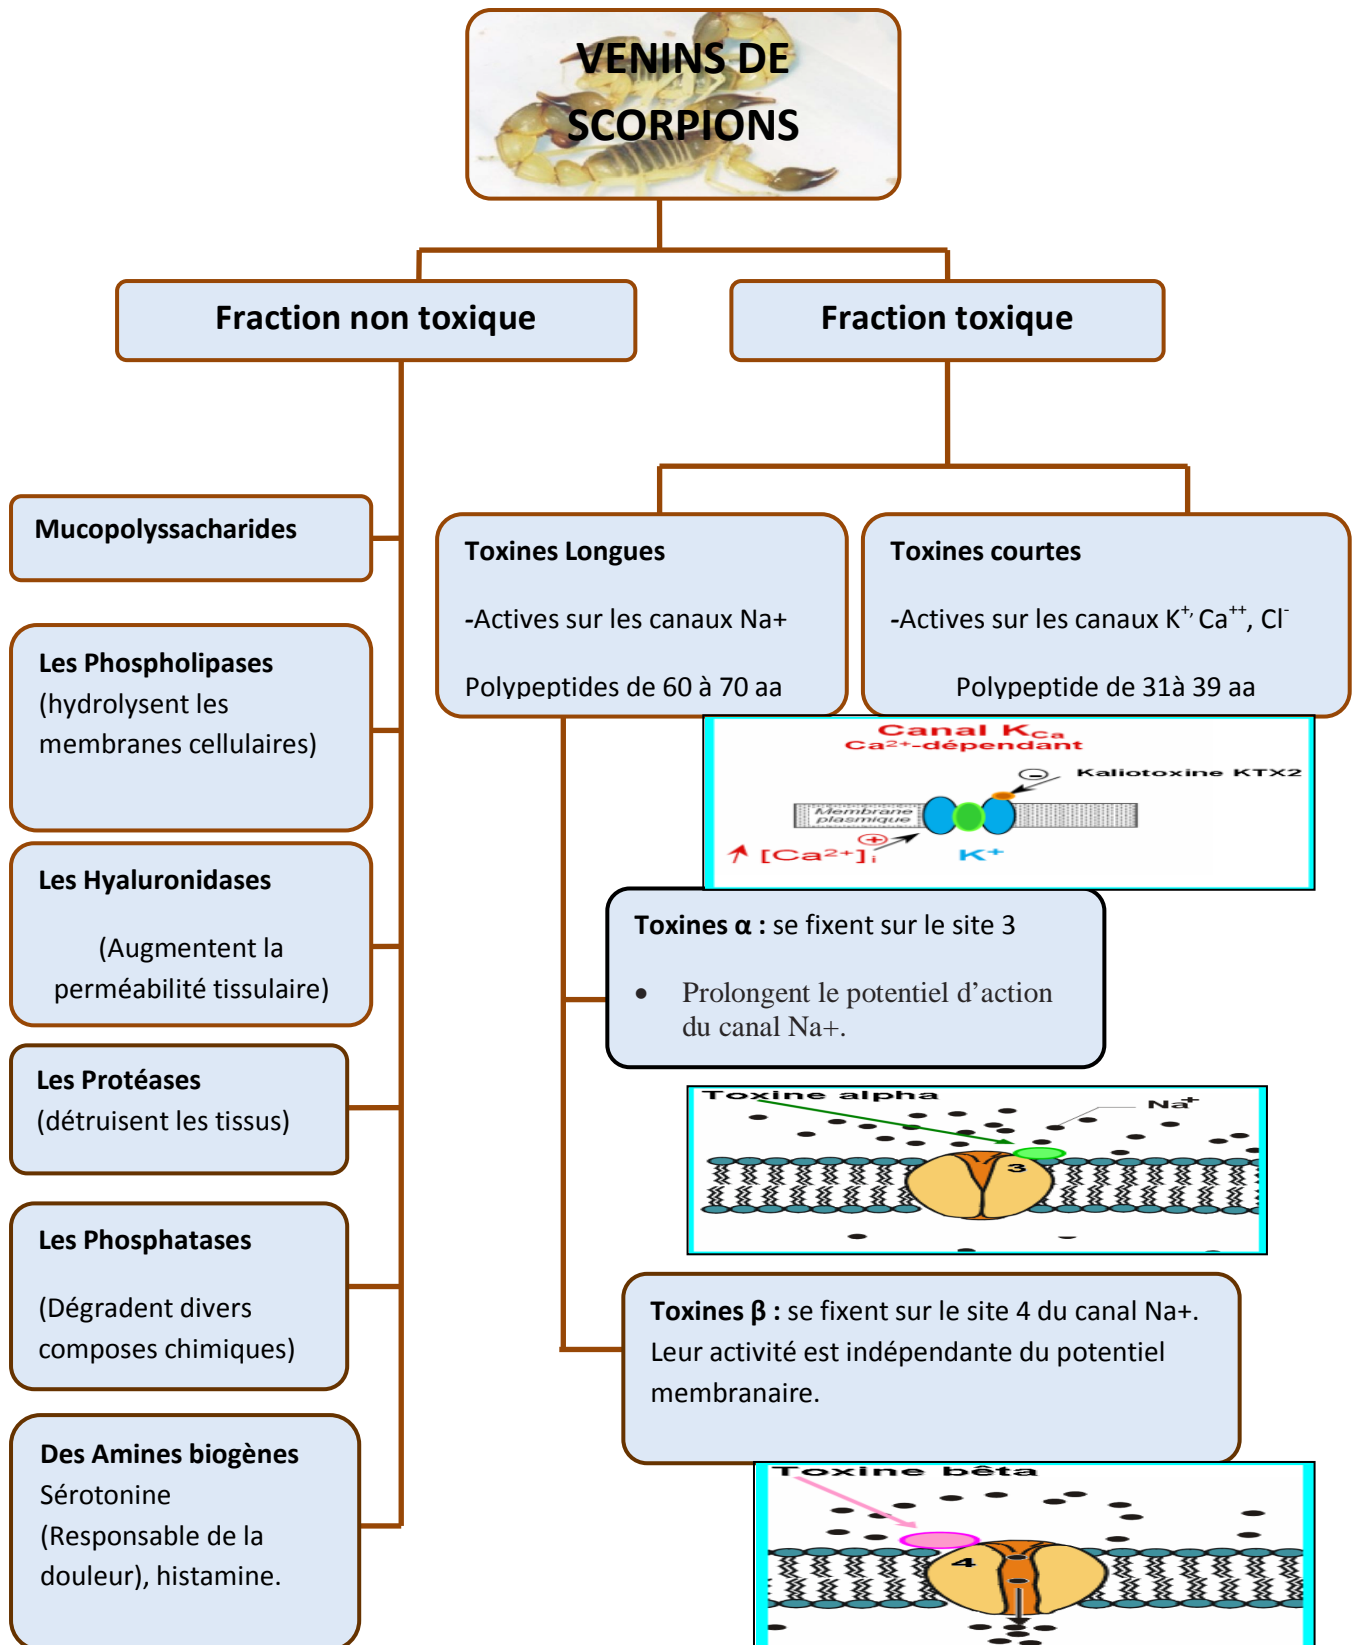 VENINS DE
SCORPIONS
Fraction non toxique
Fraction toxique
Mucopolyssacharides
Les Phospholipases
(hydrolysent les
membranes cellulaires)
Les Hyaluronidases
(Augmentent la
perméabilité tissulaire)
Les Protéases
(détruisent les tissus)
Les Phosphatases
(Dégradent divers
composes chimiques)
Des Amines biogènes
Sérotonine
(Responsable de la
douleur), histamine.
Toxines Longues
-Actives sur les canaux Na+
Polypeptides de 60 à 70 aa
Toxines courtes
-Actives sur les canaux K⁺, Ca⁺⁺, Cl⁻
Polypeptide de 31à 39 aa
Canal KCa
Ca²⁺-dépendant
- Kaliotoxine KTX2
Membrane
plasmique
+
[Ca²⁺]i
K⁺
Toxines α : se fixent sur le site 3
• Prolongent le potentiel d’action
du canal Na+.
Toxine alpha
Na⁺
3
Toxines β : se fixent sur le site 4 du canal Na+.
Leur activité est indépendante du potentiel
membranaire.
Toxine bêta
4